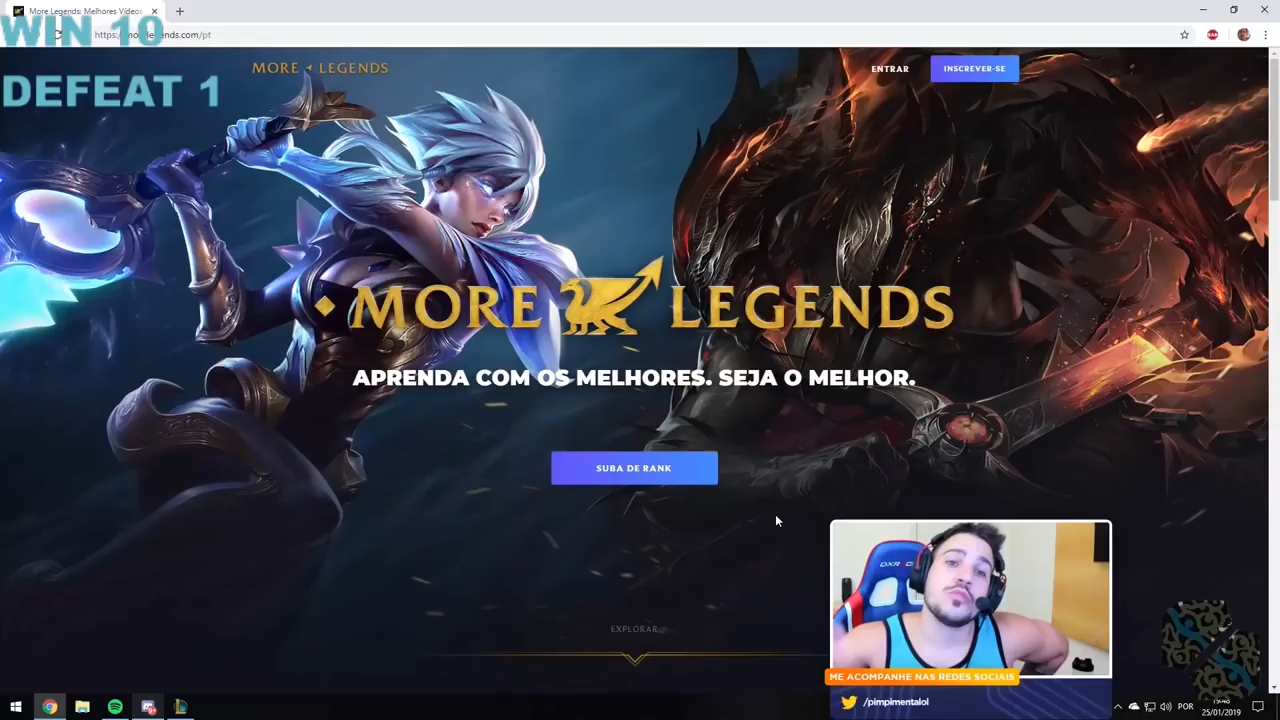 More Legends: Melhores Vídeos
WIN 10
DEFEAT 1
MORE LEGENDS
ENTRAR
INSCREVER-SE
MORE LEGENDS
APRENDA COM OS MELHORES. SEJA O MELHOR.
SUBA DE RANK
EXPLORAR
DXRACER
ME ACOMPANHE NAS REDES SOCIAIS
/pimpimentalol
POR
25/01/2019